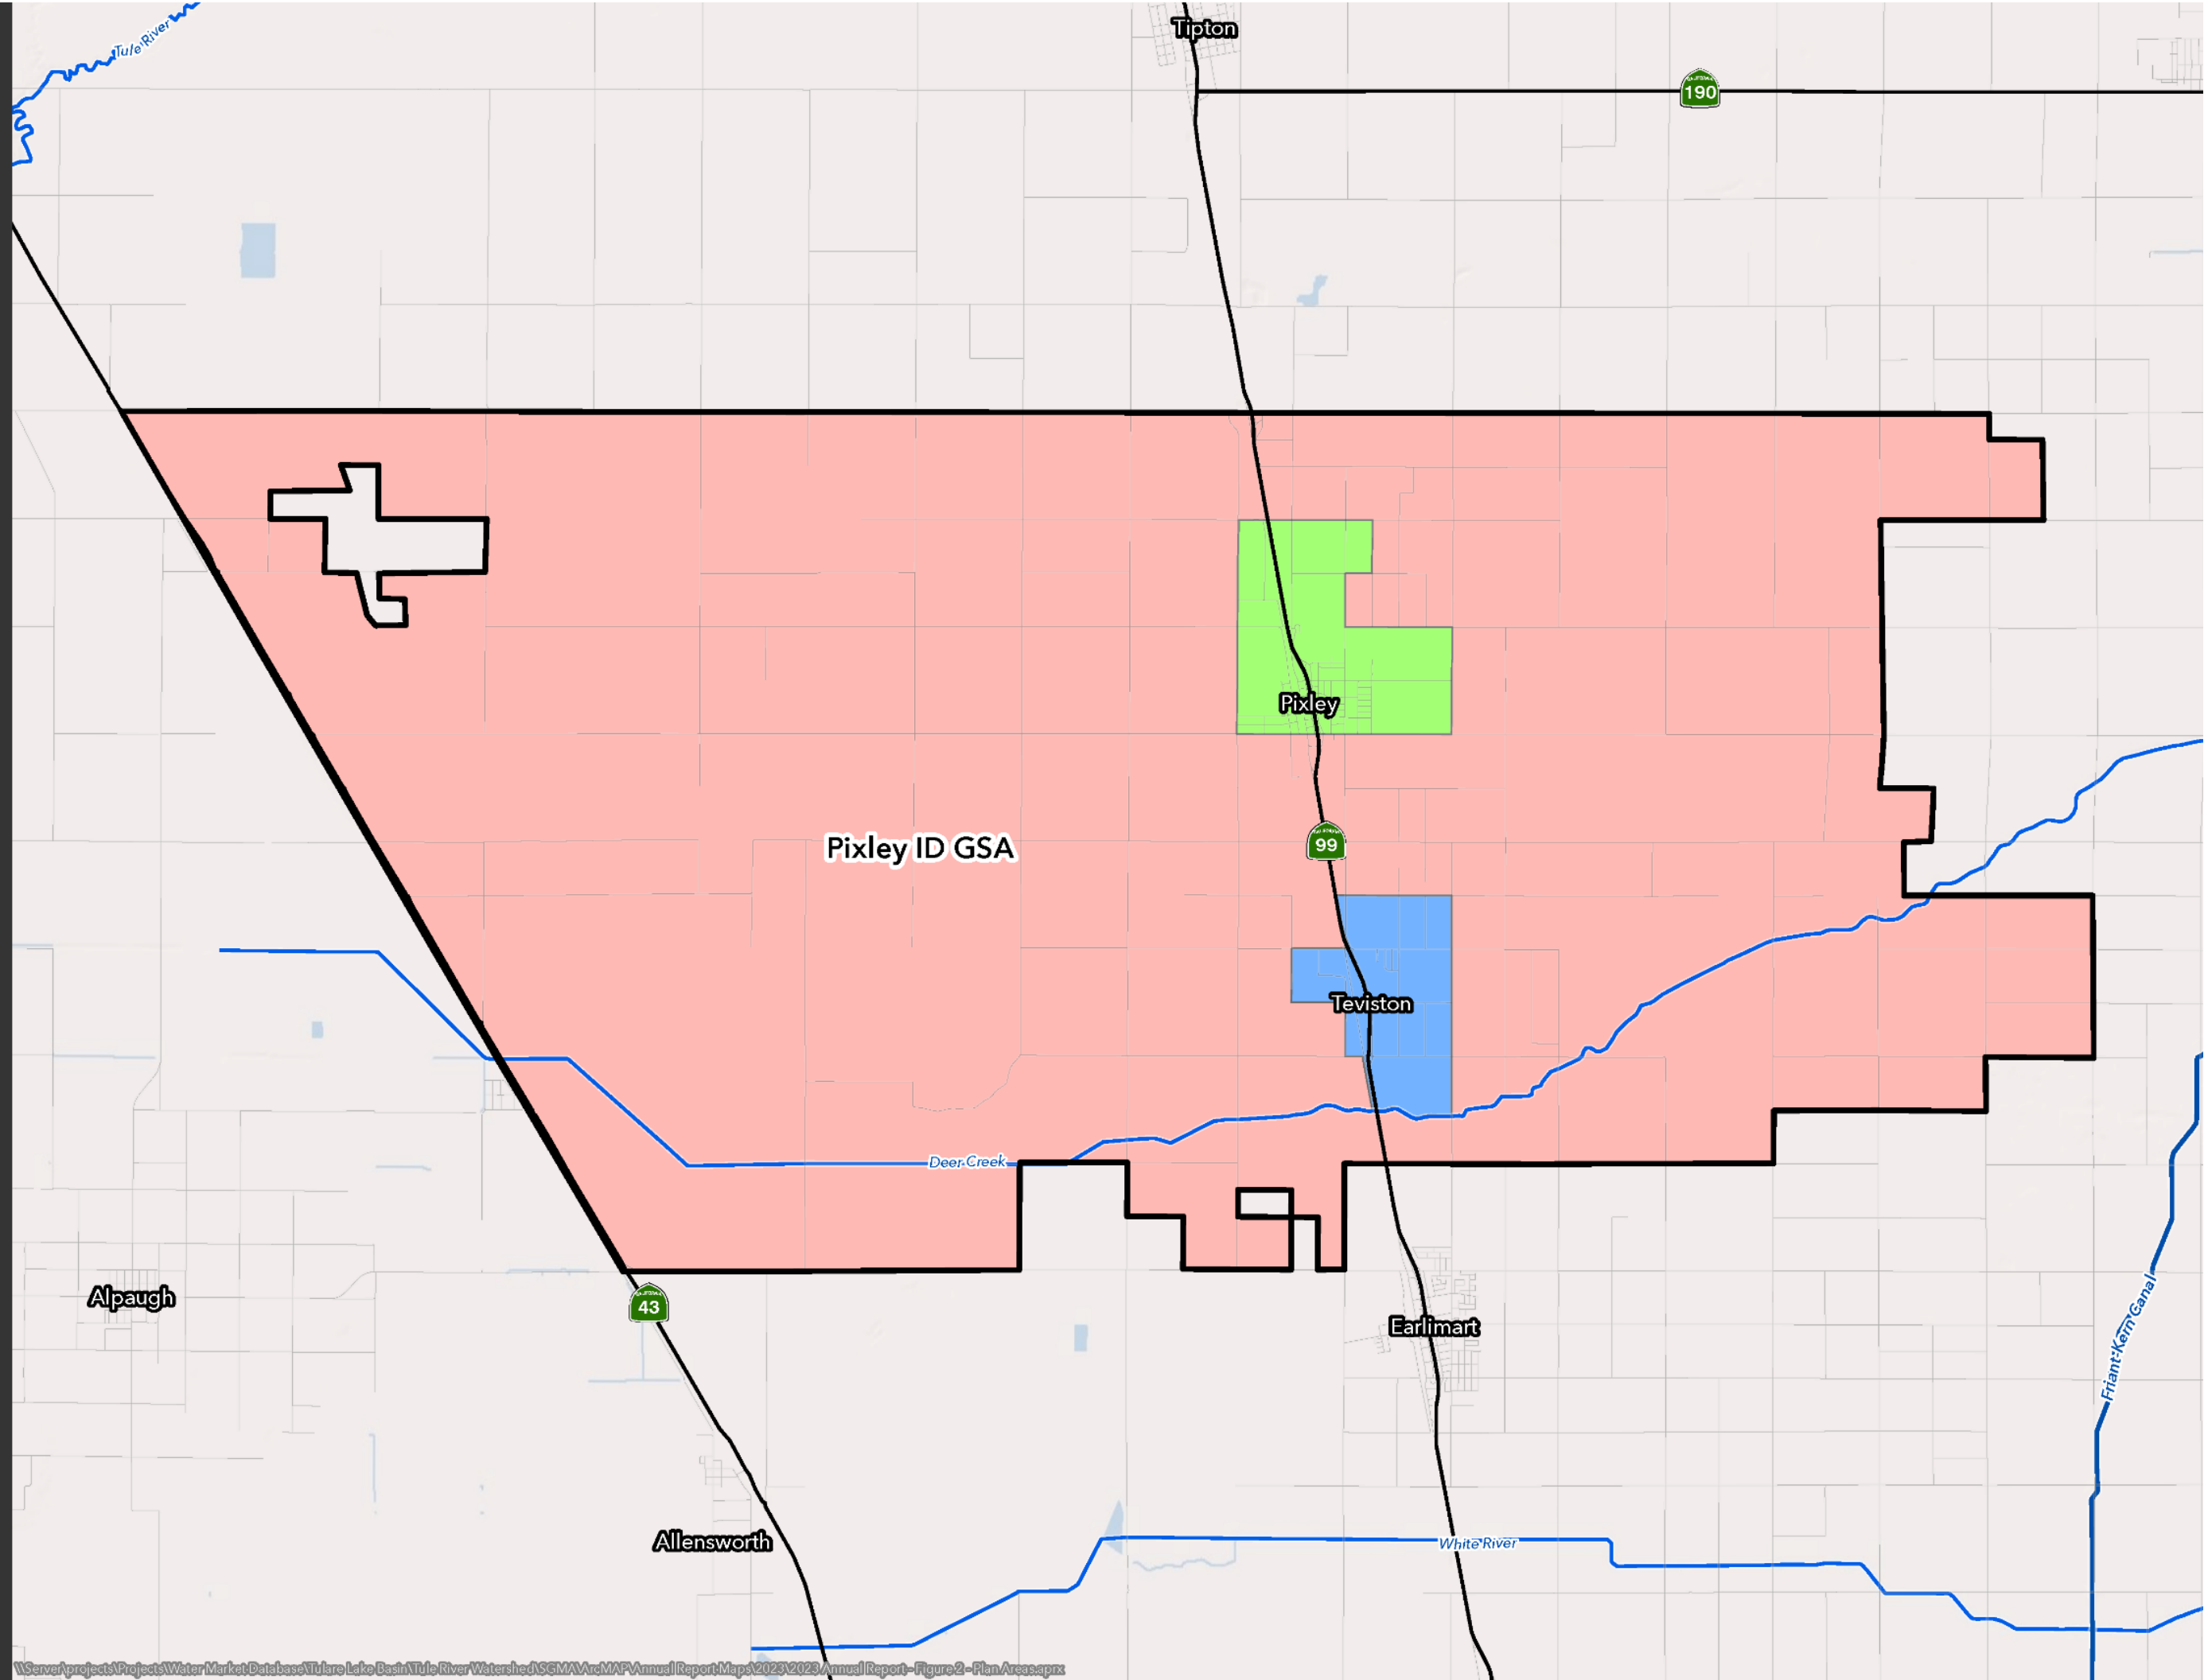 Tipton
Tule River
190
Pixley
Pixley ID GSA
99
Teviston
Deer Creek
Alpaugh
43
Earlimart
Friant-Kern Canal
Allensworth
White River
\\Server\projects\Projects\Water Market Database\Tulare Lake Basin\Tule River Watershed\SGMA\ArcMAP\Annual Report Maps\2023\2023 Annual Report - Figure 2 - Plan Areas.aprx